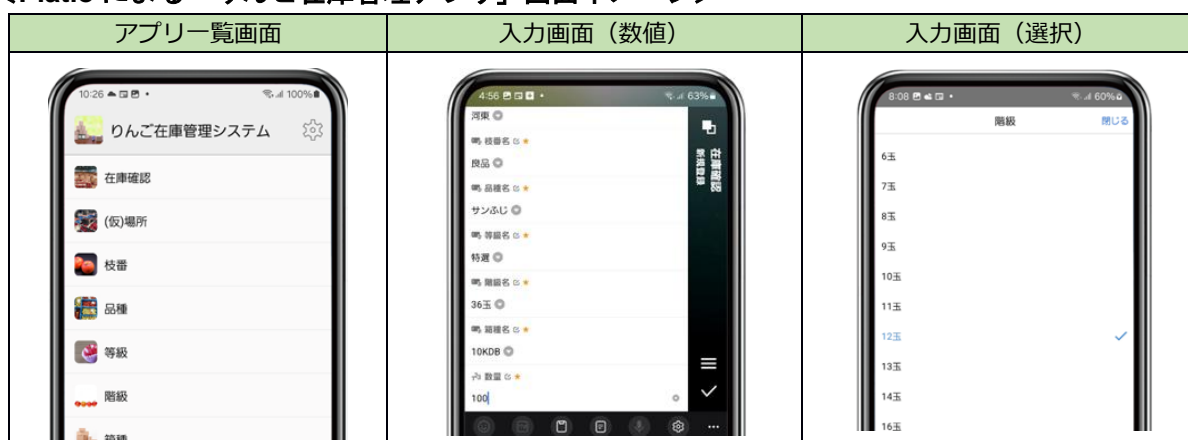 アプリ一覧画面
入力画面（数値）
入力画面（選択）
10:26
100%
りんご在庫管理システム
在庫確認
(仮)場所
枝番
品種
等級
階級
箱種
4:56
63%
河東
枝番名
良品
品種名
サンふじ
等級名
特選
階級名
36玉
箱種名
10KDB
数量
100
在庫確認
新規登録
8:08
60%
階級
閉じる
6玉
7玉
8玉
9玉
10玉
11玉
12玉
13玉
14玉
16玉